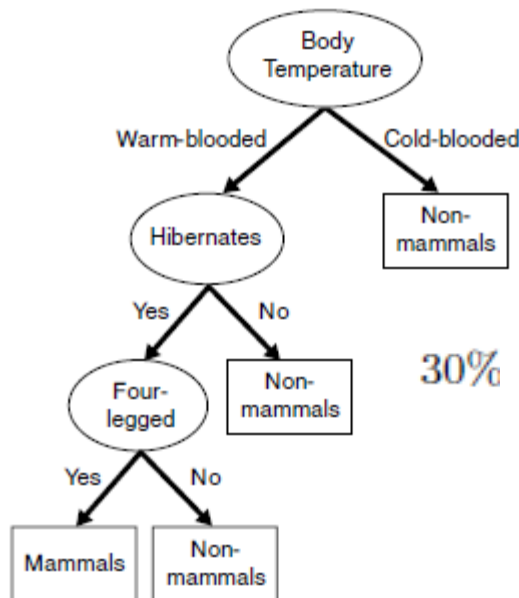 Body
Temperature
Warm-blooded
Cold-blooded
Hibernates
Non-
mammals
Yes
No
Four-
legged
Non-
mammals
30%
Yes
No
Mammals
Non-
mammals